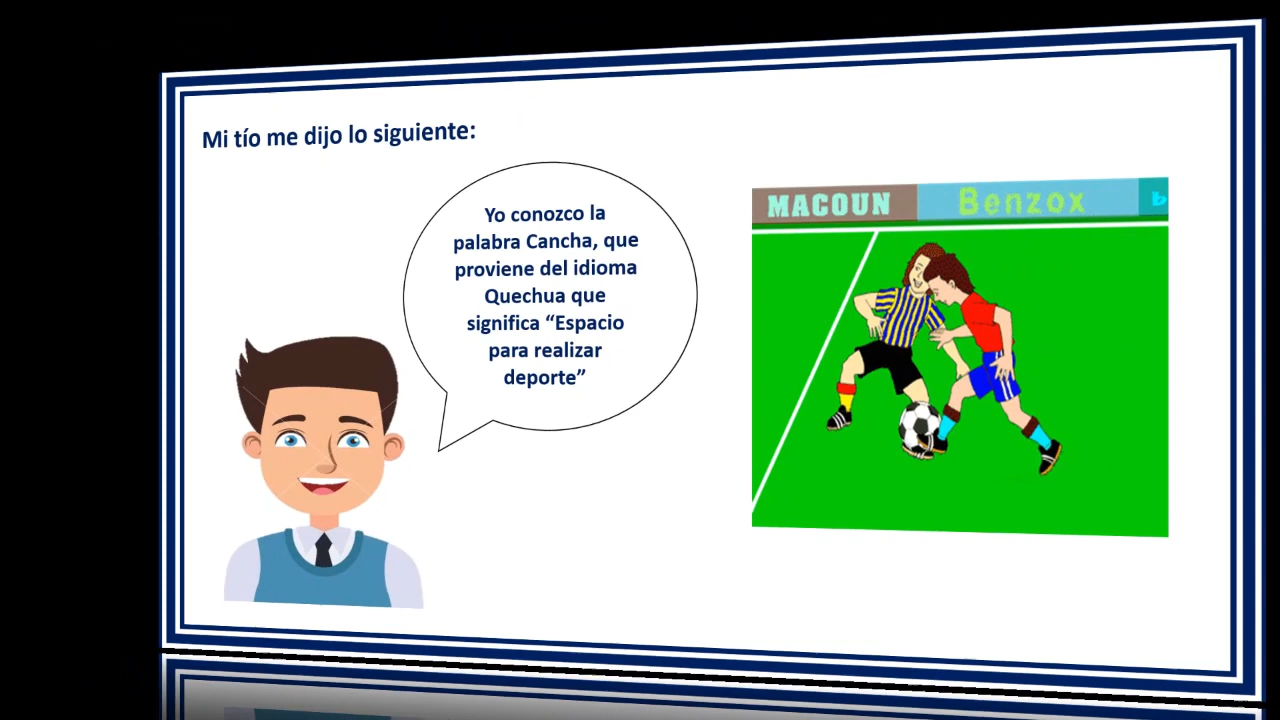 Mi tío me dijo lo siguiente:
Yo conozco la
palabra Cancha, que
proviene del idioma
Quechua que
significa “Espacio
para realizar
deporte”
MACOUN
Benzox
b